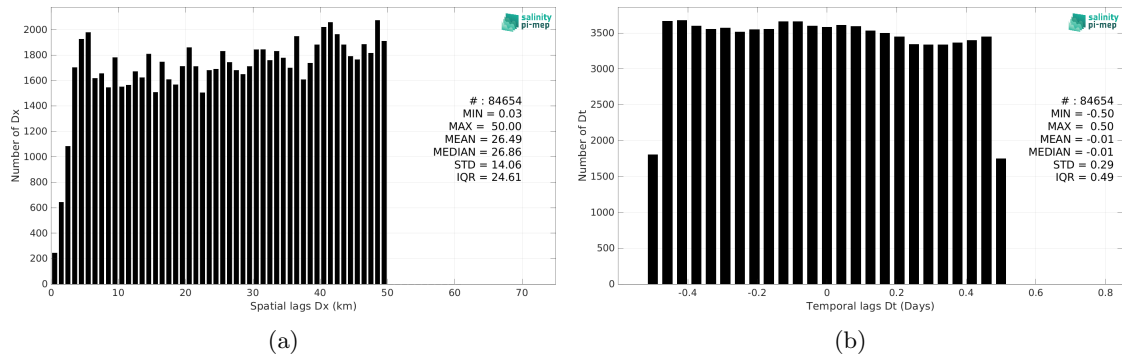 salinity
pi-mep
Number of Dx
2000
1800
1600
1400
1200
1000
800
600
400
200
0
# : 84654
MIN = 0.03
MAX = 50.00
MEAN = 26.49
MEDIAN = 26.86
STD = 14.06
IQR = 24.61
0 10 20 30 40 50 60 70
Spatial lags Dx (km)
(a)
salinity
pi-mep
Number of Dt
3500
3000
2500
2000
1500
1000
500
0
# : 84654
MIN = -0.50
MAX = 0.50
MEAN = -0.01
MEDIAN = -0.01
STD = 0.29
IQR = 0.49
-0.4 -0.2 0 0.2 0.4 0.6 0.8
Temporal lags Dt (Days)
(b)